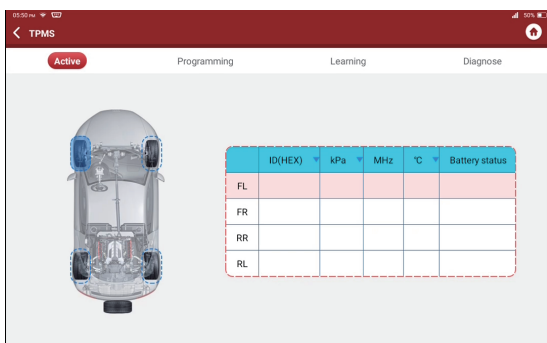 05:50 PM 50%
TPMS
Active Programming Learning Diagnose
ID(HEX) kPa MHz ℃ Battery status
FL
FR
RR
RL